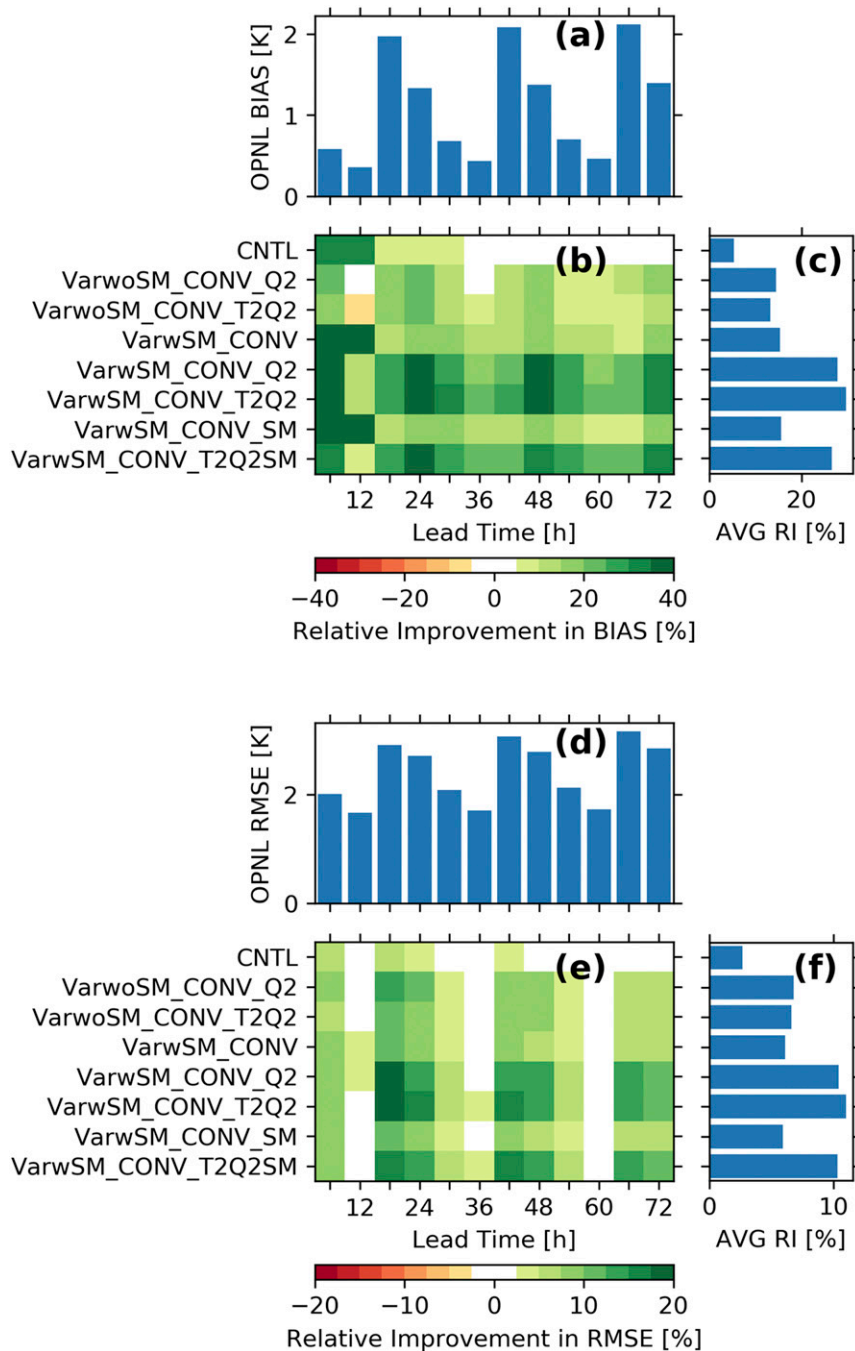 OPNL BIAS [K]
2
1
0
(a)
CNTL
VarwoSM_CONV_Q2
VarwoSM_CONV_T2Q2
VarwSM_CONV
VarwSM_CONV_Q2
VarwSM_CONV_T2Q2
VarwSM_CONV_SM
VarwSM_CONV_T2Q2SM
(b)
(c)
12 24 36 48 60 72
Lead Time [h]
0 20
AVG RI [%]
−40 −20 0 20 40
Relative Improvement in BIAS [%]
OPNL RMSE [K]
2
0
(d)
CNTL
VarwoSM_CONV_Q2
VarwoSM_CONV_T2Q2
VarwSM_CONV
VarwSM_CONV_Q2
VarwSM_CONV_T2Q2
VarwSM_CONV_SM
VarwSM_CONV_T2Q2SM
(e)
(f)
12 24 36 48 60 72
Lead Time [h]
0 10
AVG RI [%]
−20 −10 0 10 20
Relative Improvement in RMSE [%]